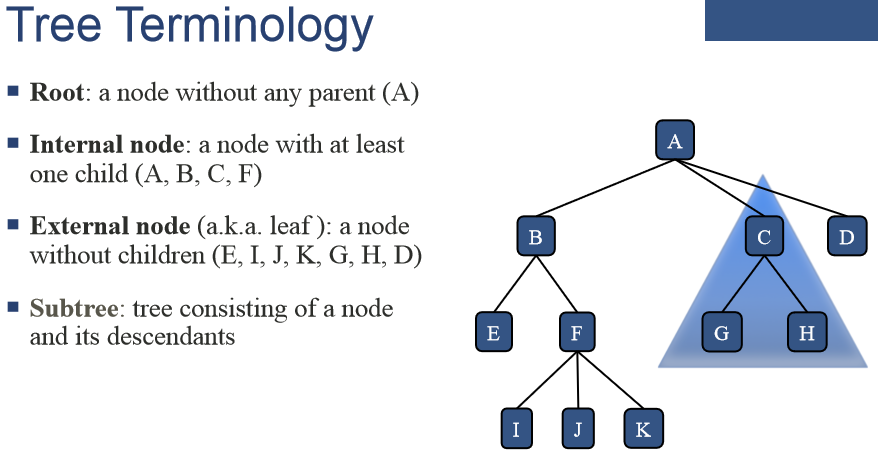 Tree Terminology
▪ Root: a node without any parent (A)
▪ Internal node: a node with at least
one child (A, B, C, F)
▪ External node (a.k.a. leaf ): a node
without children (E, I, J, K, G, H, D)
▪ Subtree: tree consisting of a node
and its descendants
A
B C D
E F G H
I J K